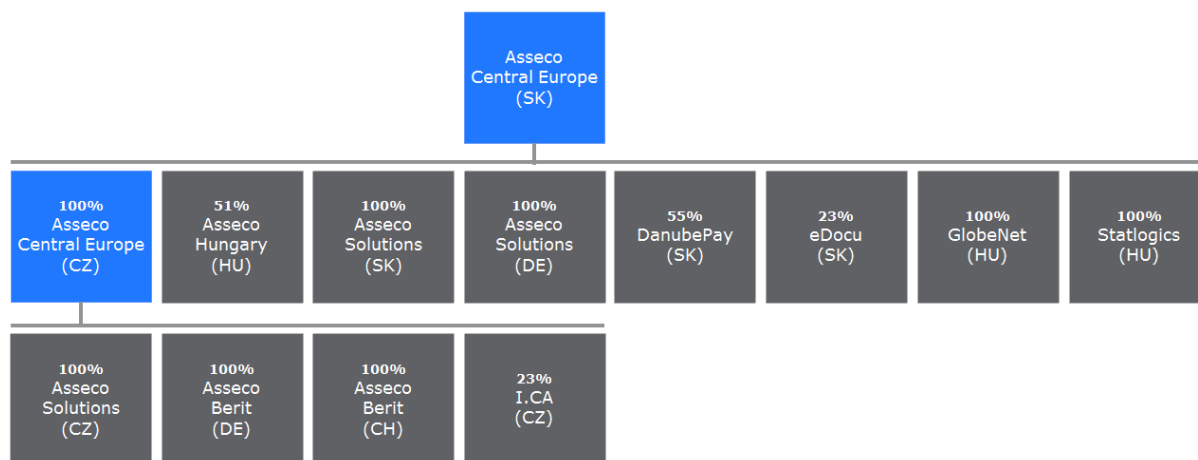 Asseco
Central Europe
(SK)
100%
Asseco
Central Europe
(CZ)
51%
Asseco
Hungary
(HU)
100%
Asseco
Solutions
(SK)
100%
Asseco
Solutions
(DE)
55%
DanubePay
(SK)
23%
eDocu
(SK)
100%
GlobeNet
(HU)
100%
Statlogics
(HU)
100%
Asseco
Solutions
(CZ)
100%
Asseco
Berit
(DE)
100%
Asseco
Berit
(CH)
23%
I.CA
(CZ)